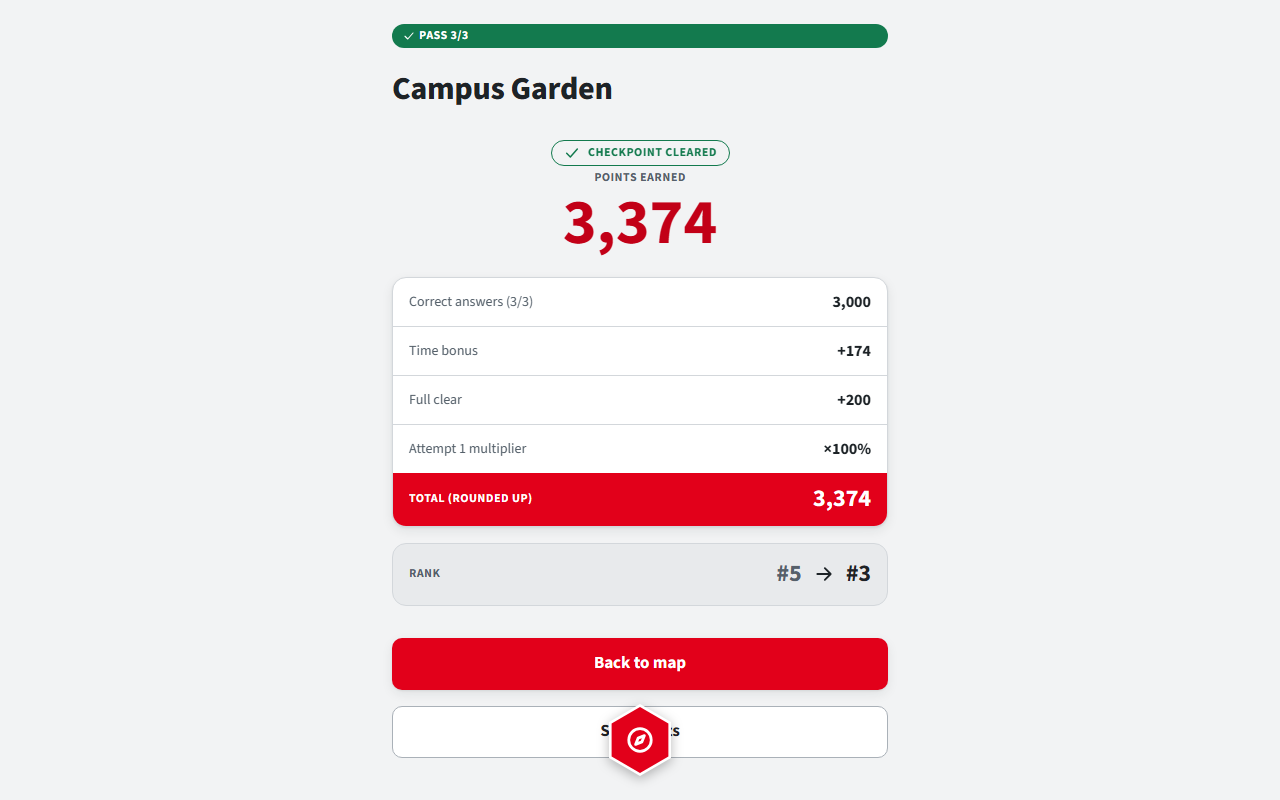 PASS 3/3
Campus Garden
CHECKPOINT CLEARED
POINTS EARNED
3,374
Correct answers (3/3) 3,000
Time bonus +174
Full clear +200
Attempt 1 multiplier ×100%
TOTAL (ROUNDED UP) 3,374
RANK #5 → #3
Back to map